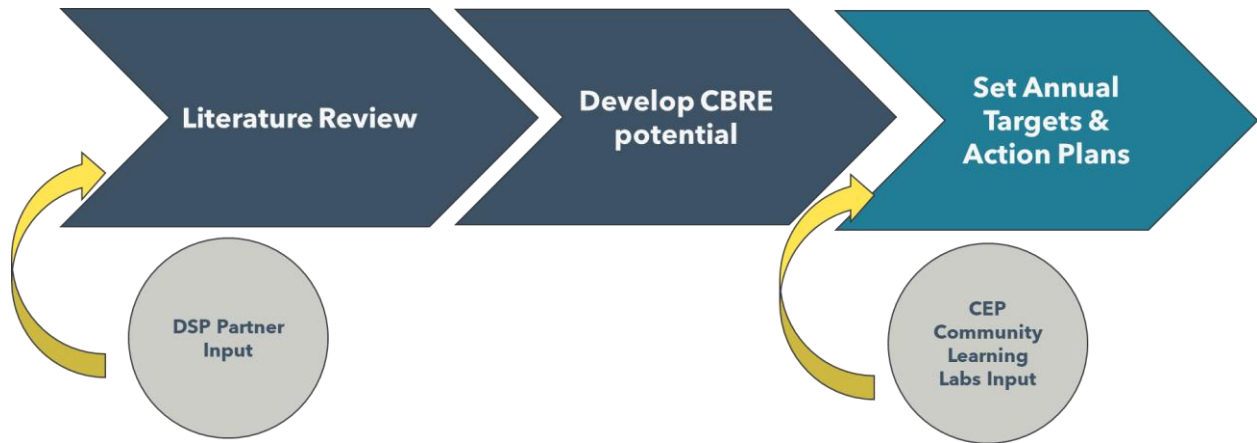 Literature Review
Develop CBRE
potential
Set Annual
Targets &
Action Plans
DSP Partner
Input
CEP
Community
Learning
Labs Input